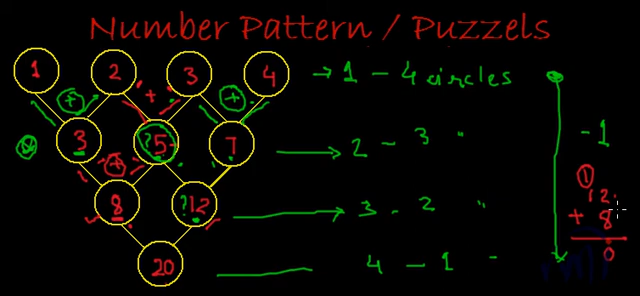 Number Pattern / Puzzels
1 2 3 4 → 1 - 4 circles
+ + +
3 ?5 7 → 2 - 3 "
- 1
+
1
12
8 ?12 → 3 - 2 "
+ 8
0
20 4 - 1 -